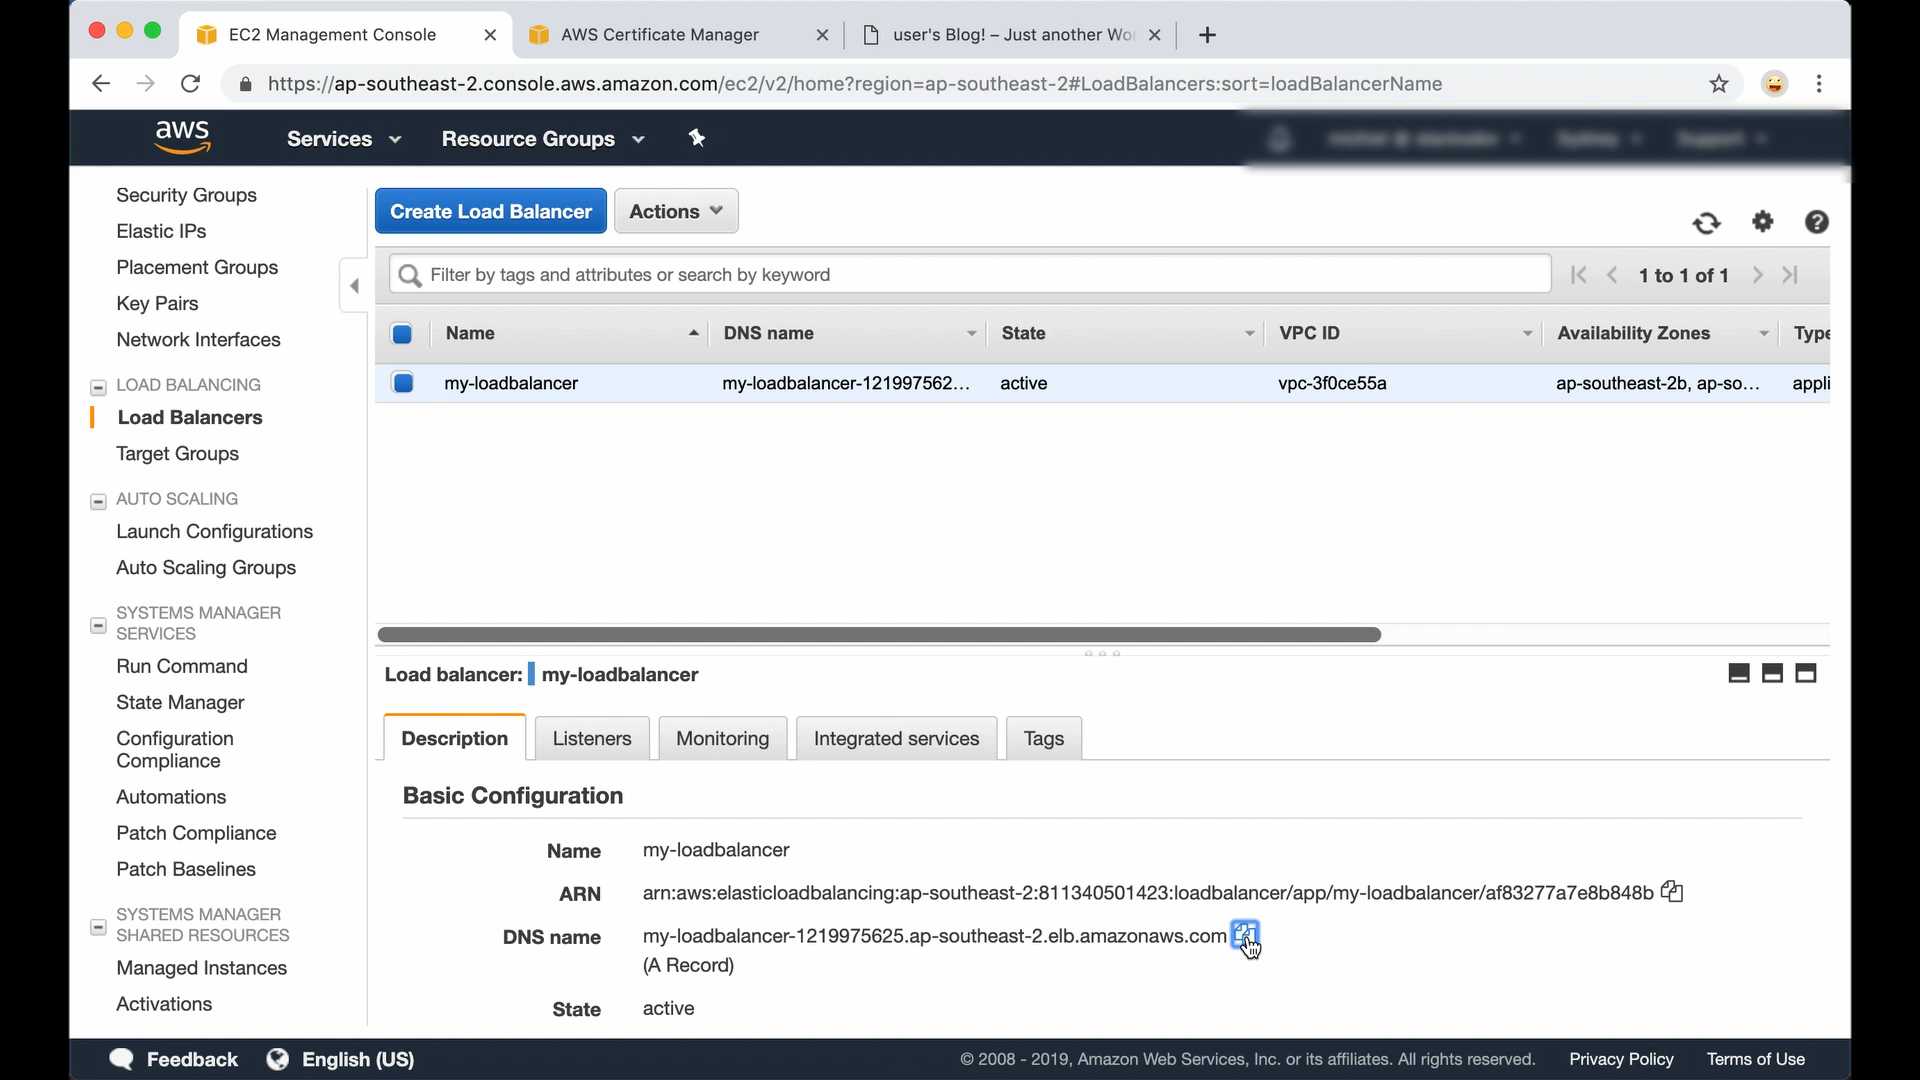 EC2 Management Console
AWS Certificate Manager
user's Blog! – Just another Wo
https://ap-southeast-2.console.aws.amazon.com/ec2/v2/home?region=ap-southeast-2#LoadBalancers:sort=loadBalancerName
aws
Services
Resource Groups
Sydney
Support
Security Groups
Elastic IPs
Placement Groups
Key Pairs
Network Interfaces
LOAD BALANCING
Load Balancers
Target Groups
AUTO SCALING
Launch Configurations
Auto Scaling Groups
SYSTEMS MANAGER
SERVICES
Run Command
State Manager
Configuration
Compliance
Automations
Patch Compliance
Patch Baselines
SYSTEMS MANAGER
SHARED RESOURCES
Managed Instances
Activations
Create Load Balancer
Actions
Filter by tags and attributes or search by keyword
1 to 1 of 1
Name DNS name State VPC ID Availability Zones Type
my-loadbalancer my-loadbalancer-121997562... active vpc-3f0ce55a ap-southeast-2b, ap-so... appli
Load balancer: my-loadbalancer
Description Listeners Monitoring Integrated services Tags
Basic Configuration
Name my-loadbalancer
ARN arn:aws:elasticloadbalancing:ap-southeast-2:811340501423:loadbalancer/app/my-loadbalancer/af83277a7e8b848b
DNS name my-loadbalancer-1219975625.ap-southeast-2.elb.amazonaws.com
(A Record)
State active
Feedback
English (US)
© 2008 - 2019, Amazon Web Services, Inc. or its affiliates. All rights reserved.
Privacy Policy
Terms of Use